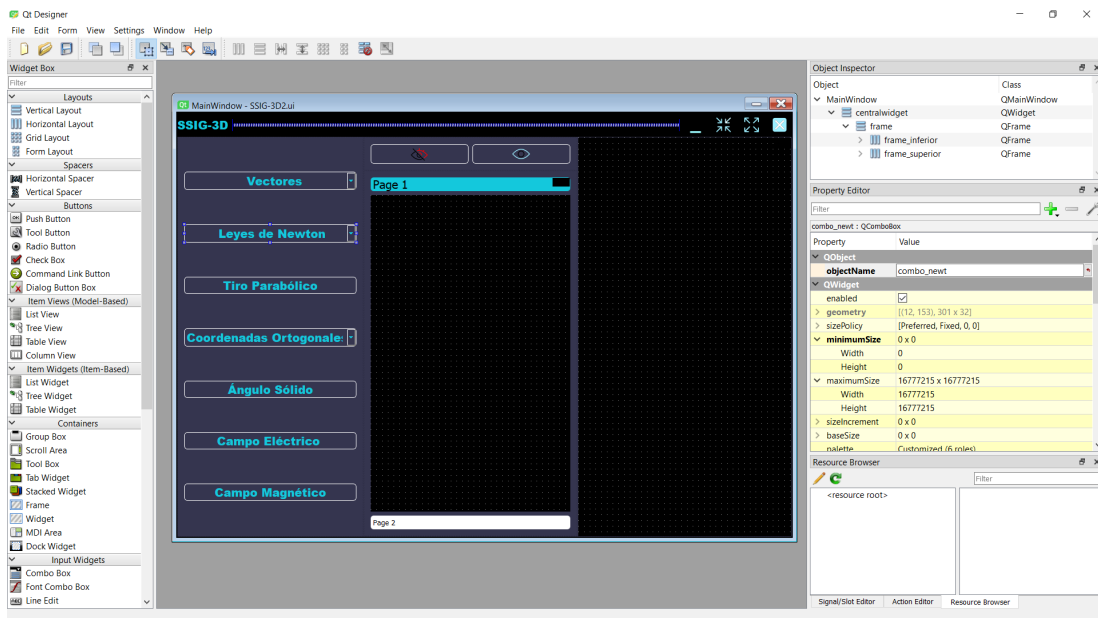 Qt Designer
File Edit Form View Settings Window Help
Widget Box
Filter
Layouts
Vertical Layout
Horizontal Layout
Grid Layout
Form Layout
Spacers
Horizontal Spacer
Vertical Spacer
Buttons
Push Button
Tool Button
Radio Button
Check Box
Command Link Button
Dialog Button Box
Item Views (Model-Based)
List View
Tree View
Table View
Column View
Item Widgets (Item-Based)
List Widget
Tree Widget
Table Widget
Containers
Group Box
Scroll Area
Tool Box
Tab Widget
Stacked Widget
Frame
Widget
MDI Area
Dock Widget
Input Widgets
Combo Box
Font Combo Box
Line Edit
MainWindow - SSIG-3D2.ui
SSIG-3D
Vectores
Leyes de Newton
Tiro Parabólico
Coordenadas Ortogonale
Ángulo Sólido
Campo Eléctrico
Campo Magnético
Page 1
Page 2
Object Inspector
Object Class
MainWindow QMainWindow
centralwidget QWidget
frame QFrame
frame_inferior QFrame
frame_superior QFrame
Property Editor
Filter
combo_newt : QComboBox
Property Value
QObject
objectName combo_newt
QWidget
enabled
geometry [(12, 153), 301 x 32]
sizePolicy [Preferred, Fixed, 0, 0]
minimumSize 0 x 0
Width 0
Height 0
maximumSize 16777215 x 16777215
Width 16777215
Height 16777215
sizeIncrement 0 x 0
baseSize 0 x 0
palette Customized (6 roles)
Resource Browser
Filter
<resource root>
Signal/Slot Editor Action Editor Resource Browser